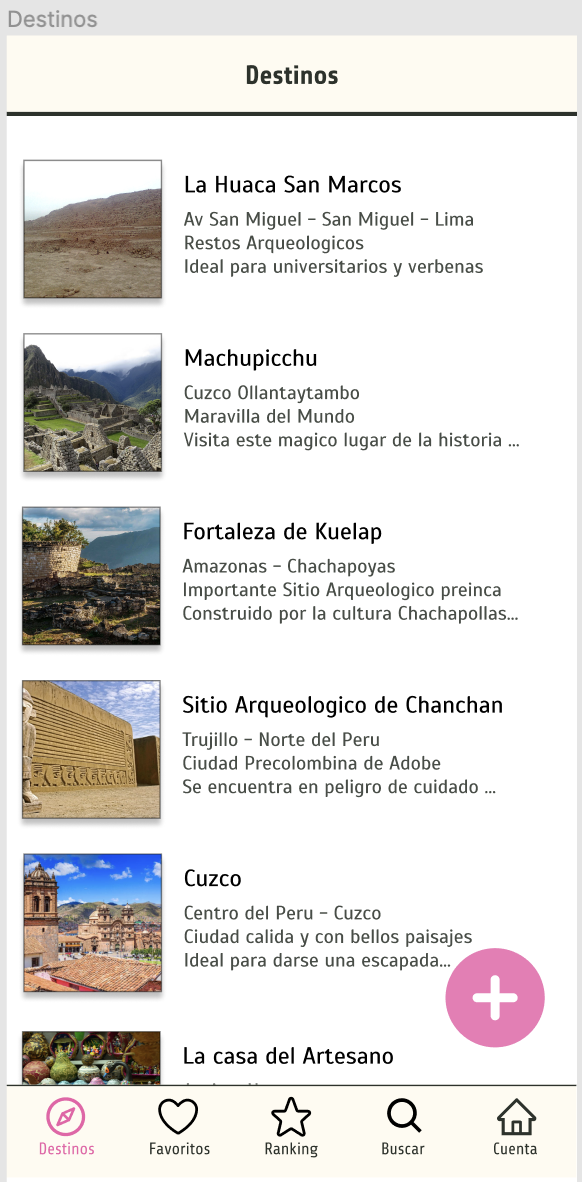 Destinos
Destinos
La Huaca San Marcos
Av San Miguel - San Miguel - Lima
Restos Arqueologicos
Ideal para universitarios y verbenas
Machupicchu
Cuzco Ollantaytambo
Maravilla del Mundo
Visita este magico lugar de la historia ...
Fortaleza de Kuelap
Amazonas - Chachapoyas
Importante Sitio Arqueologico preinca
Construido por la cultura Chachapollas...
Sitio Arqueologico de Chanchan
Trujillo - Norte del Peru
Ciudad Precolombina de Adobe
Se encuentra en peligro de cuidado ...
Cuzco
Centro del Peru - Cuzco
Ciudad calida y con bellos paisajes
Ideal para darse una escapada...
La casa del Artesano
Destinos
Favoritos
Ranking
Buscar
Cuenta